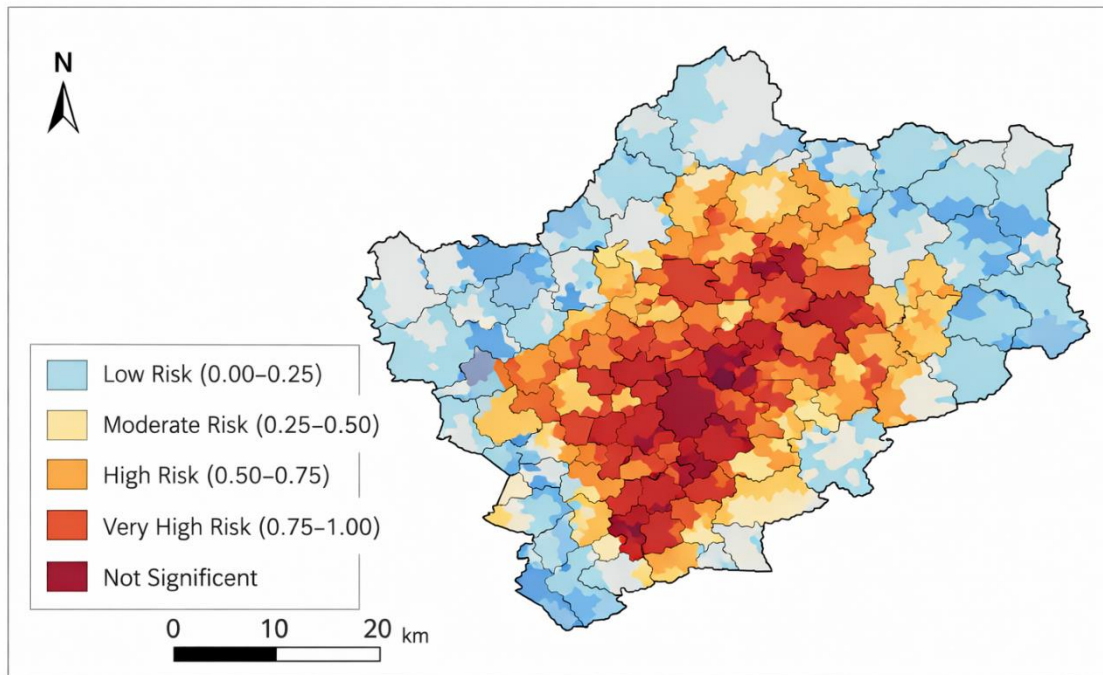 N
Low Risk (0.00–0.25)
Moderate Risk (0.25–0.50)
High Risk (0.50–0.75)
Very High Risk (0.75–1.00)
Not Significant
0 10 20 km